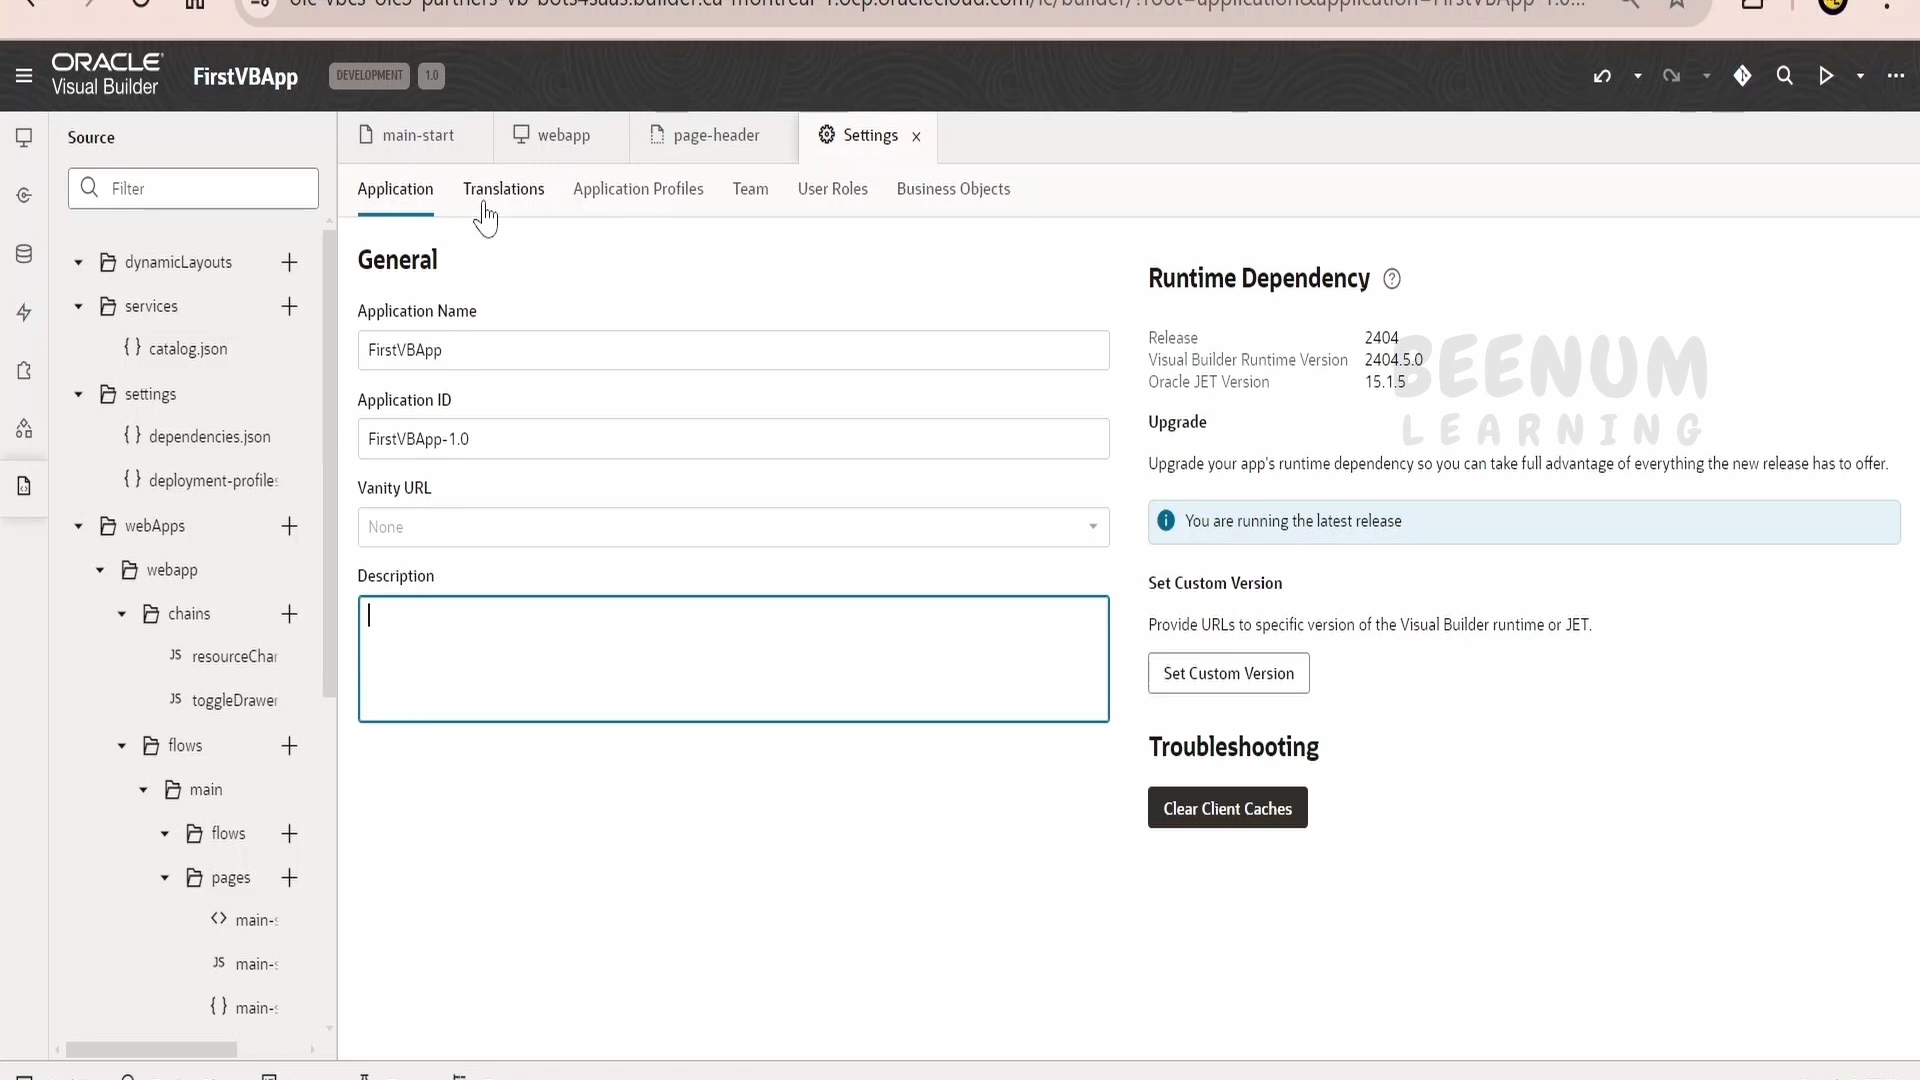 ORACLE
Visual Builder
FirstVBApp
DEVELOPMENT
1.0
Source
Filter
dynamicLayouts
services
catalog.json
settings
dependencies.json
deployment-profiles
webApps
webapp
chains
JS resourceChai
JS toggleDrawer
flows
main
flows
pages
<> main-s
JS main-s
{ } main-s
main-start
webapp
page-header
Settings
Application
Translations
Application Profiles
Team
User Roles
Business Objects
General
Application Name
FirstVBApp
Application ID
FirstVBApp-1.0
Vanity URL
None
Description
Runtime Dependency
Release 2404
Visual Builder Runtime Version 2404.5.0
Oracle JET Version 15.1.5
BEENUM
LEARNING
Upgrade
Upgrade your app's runtime dependency so you can take full advantage of everything the new release has to offer.
You are running the latest release
Set Custom Version
Provide URLs to specific version of the Visual Builder runtime or JET.
Set Custom Version
Troubleshooting
Clear Client Caches